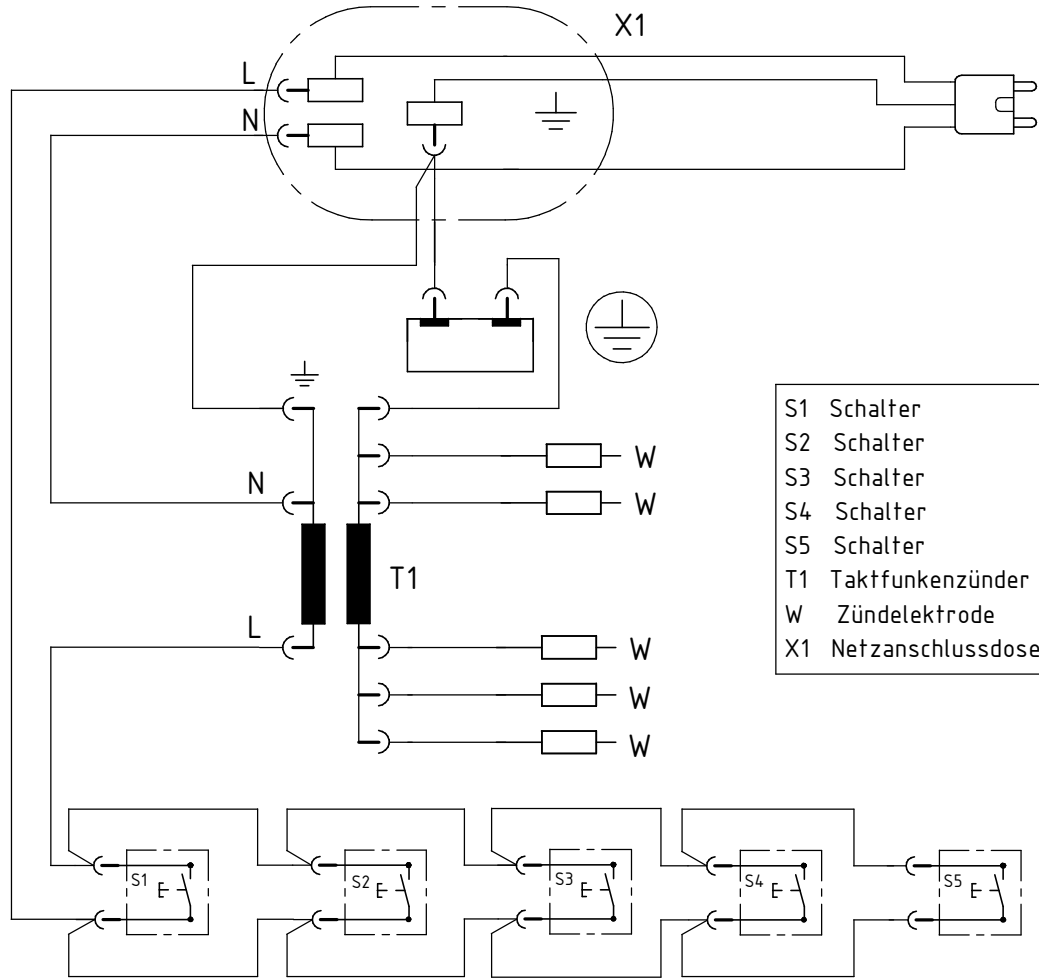 X1
L
N
S1 Schalter
S2 Schalter
S3 Schalter
S4 Schalter
S5 Schalter
T1 Taktfunkenzünder
W Zündelektrode
X1 Netzanschlussdose
W
N
W
T1
L
W
W
W
S1
S2
S3
S4
S5